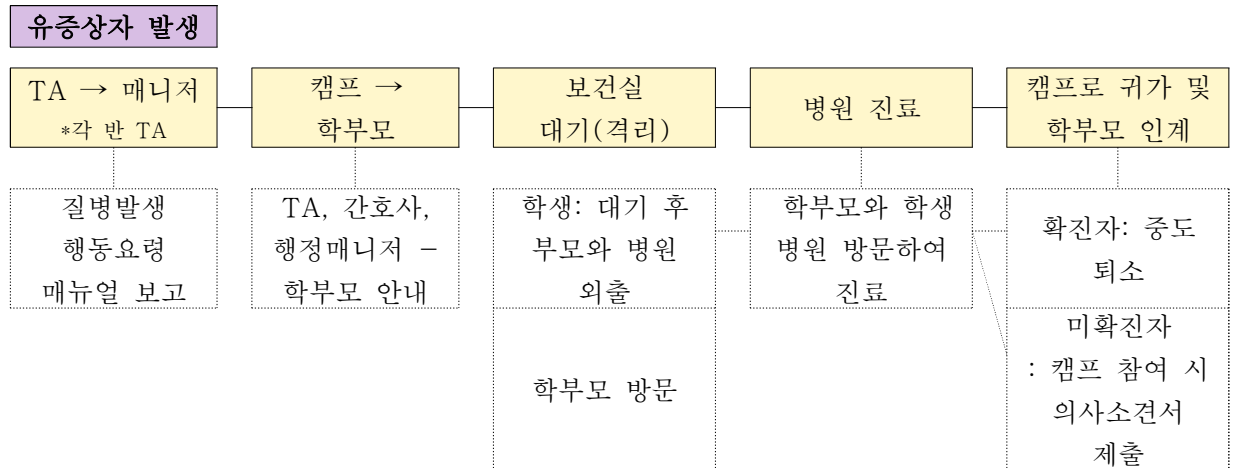 유증상자 발생
TA → 매니저
*각 반 TA
캠프 →
학부모
보건실
대기(격리)
병원 진료
캠프로 귀가 및
학부모 인계
질병발생
행동요령
매뉴얼 보고
TA, 간호사,
행정매니저 –
학부모 안내
학생: 대기 후
부모와 병원
외출
학부모 방문
학부모와 학생
병원 방문하여
진료
확진자: 중도
퇴소
미확진자
: 캠프 참여 시
의사소견서
제출